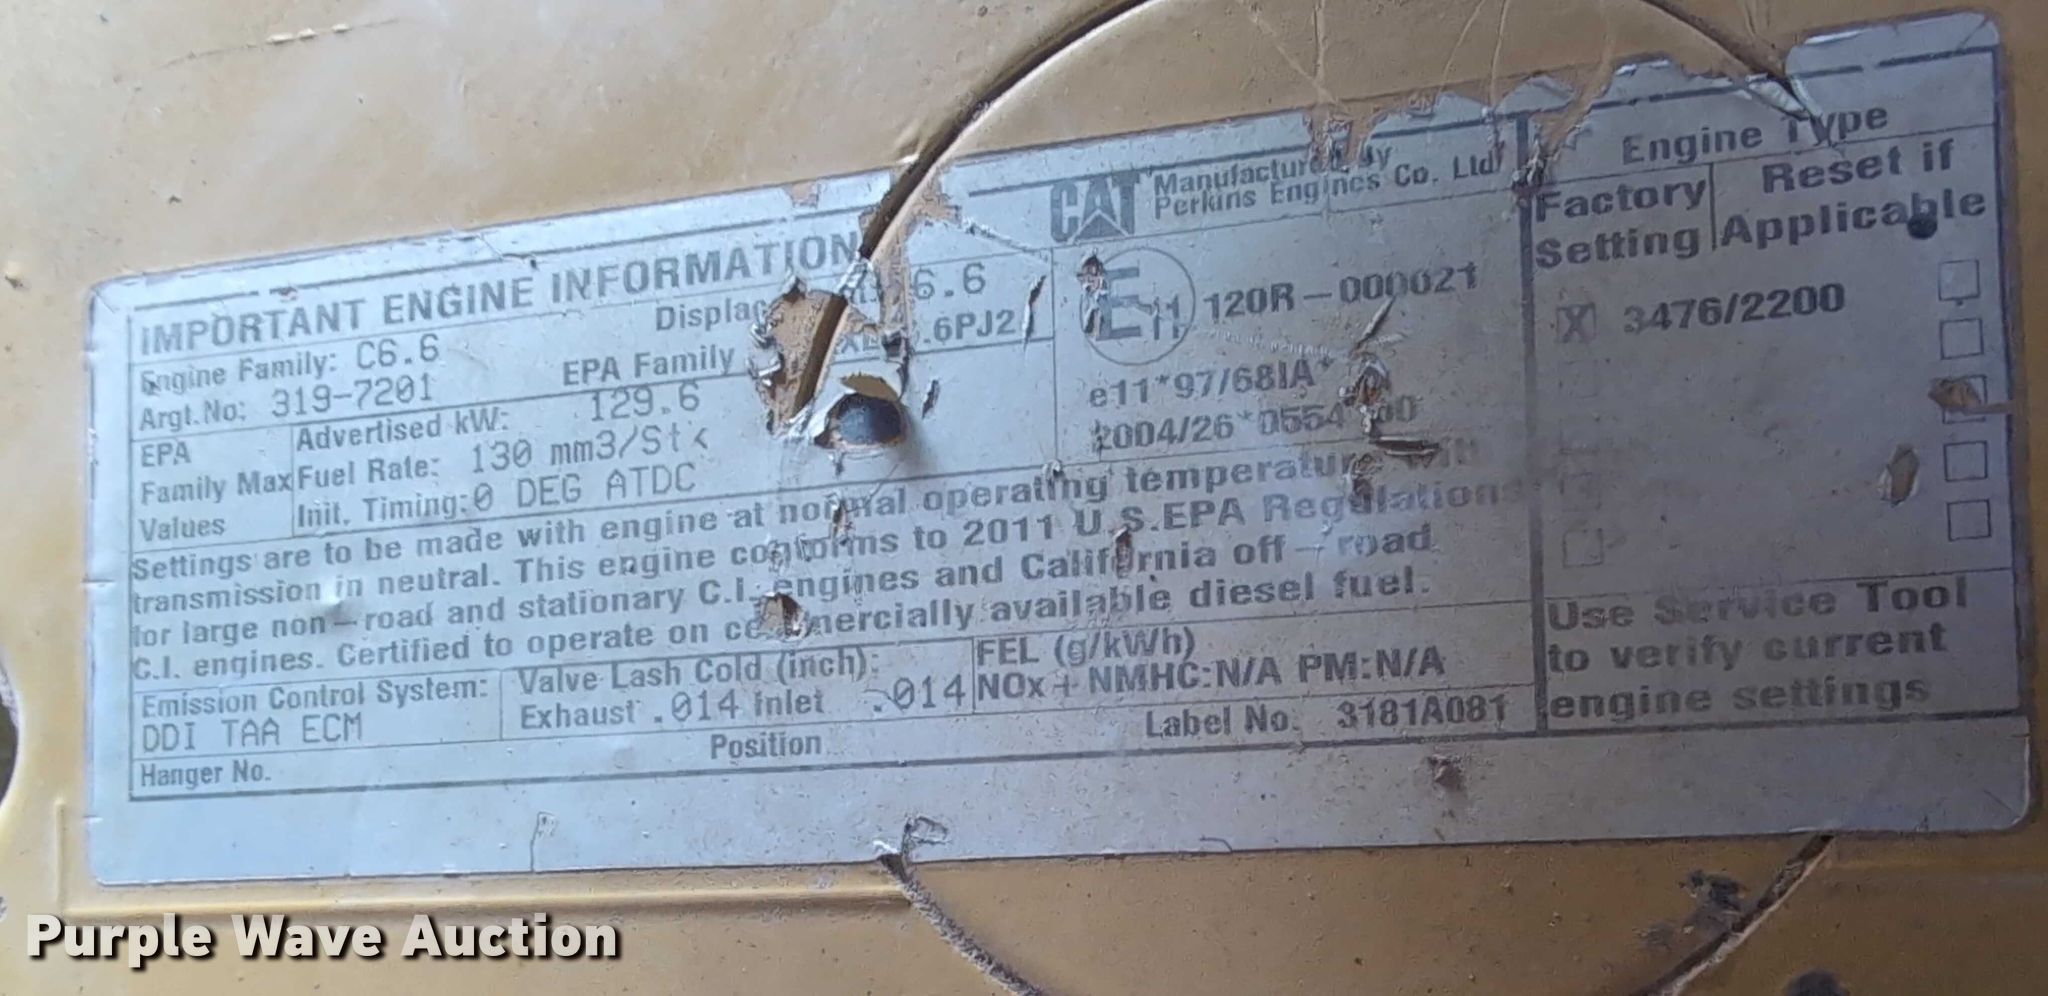 IMPORTANT ENGINE INFORMATION
CAT Manufactured By
Perkins Engines Co. Ltd
Engine Family: C6.6
6.6
Argt.No: 319-7201
EPA Family .6PJ2
EPA
Family Max
Values
Advertised kW: 129.6
Fuel Rate: 130 mm3/Stk
Init. Timing: 0 DEG ATDC
E 11 120R-000021
e11*97/68IA*
Settings are to be made with engine at normal operating temperature with
transmission in neutral. This engine conforms to 2011 U.S.EPA Regulations
for large non-road and stationary C.I. engines and California off-road
C.I. engines. Certified to operate on commercially available diesel fuel.
Emission Control System:
DDI TAA ECM
Valve Lash Cold (inch):
Exhaust .014 Inlet .014
FEL (g/kWh)
NOx + NMHC:N/A PM:N/A
Hanger No.
Position
Label No. 3181A081
Engine Type
Factory
Setting
Reset if
Applicable
X 3476/2200
Use Service Tool
to verify current
engine settings
Purple Wave Auction